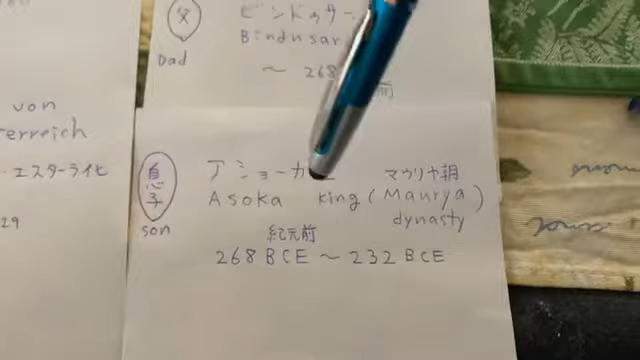 父
Dad
ビンドゥサー
Bindusar
～ 268
前
von
エスターライヒ
29
息子
son
アショーカ
マウリヤ朝
Asoka king (Maurya)
dynasty
紀元前
268 BCE ～ 232 BCE